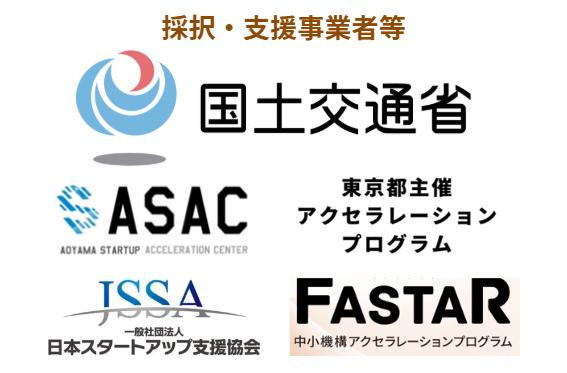 採択・支援事業者等
国土交通省
ASAC
AOYAMA STARTUP ACCELERATION CENTER
東京都主催
アクセラレーション
プログラム
JSSA
一般社団法人
日本スタートアップ支援協会
FASTAR
中小機構アクセラレーションプログラム